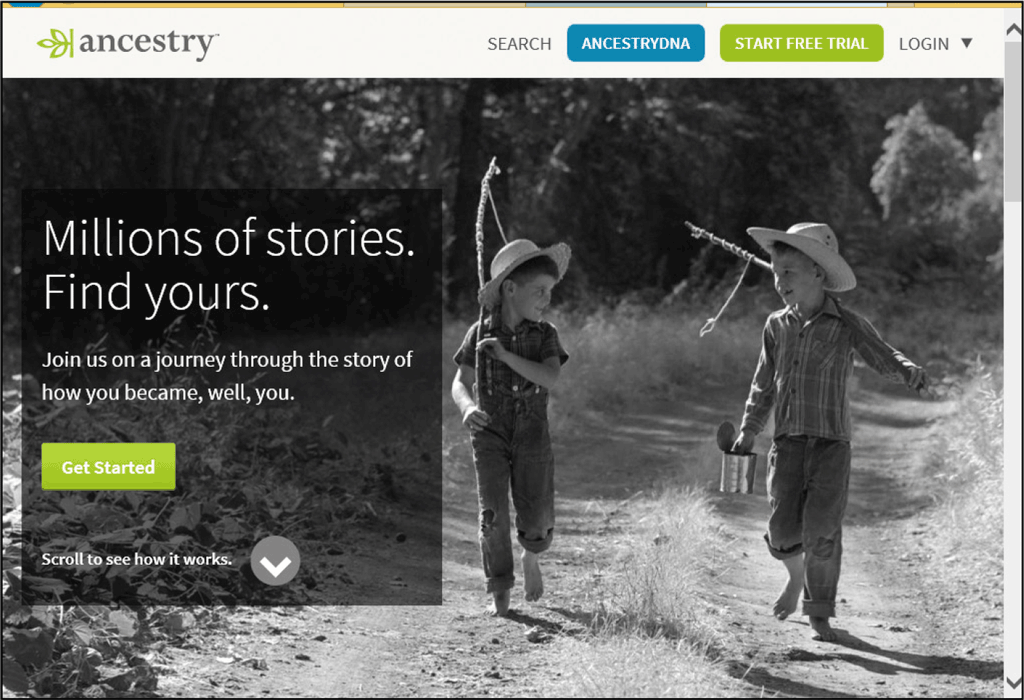 ancestry™
SEARCH
ANCESTRYDNA
START FREE TRIAL
LOGIN ▼
Millions of stories.
Find yours.
Join us on a journey through the story of
how you became, well, you.
Get Started
Scroll to see how it works.